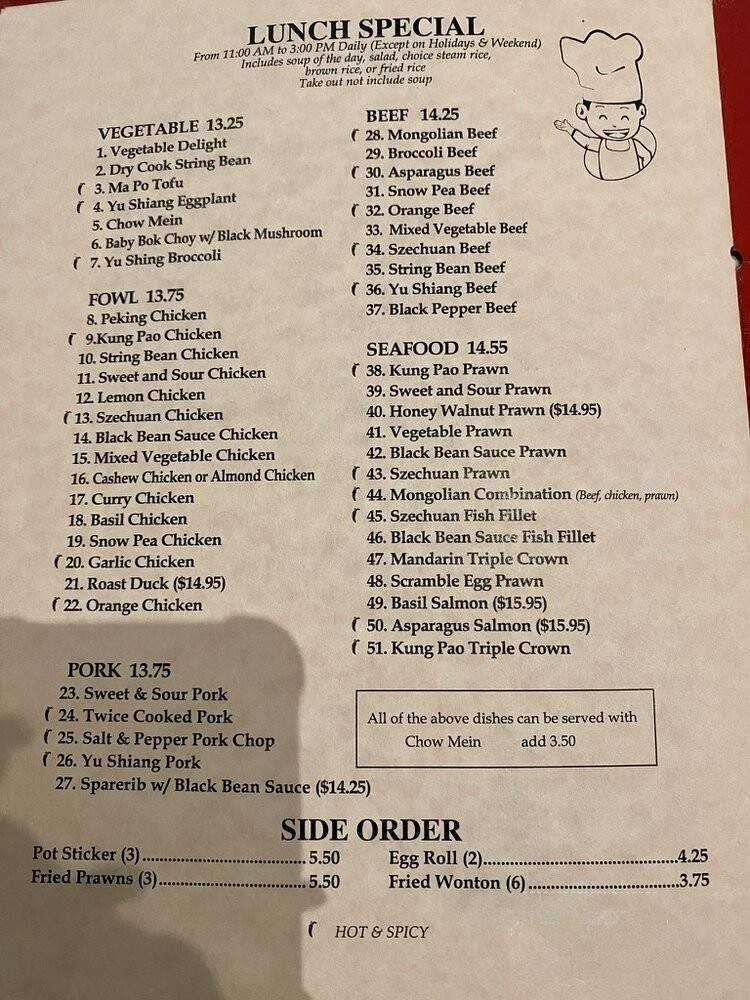 LUNCH SPECIAL
From 11:00 AM to 3:00 PM Daily (Except on Holidays & Weekend)
Includes soup of the day, salad, choice steam rice,
brown rice, or fried rice
Take out not include soup
VEGETABLE 13.25
1. Vegetable Delight
2. Dry Cook String Bean
3. Ma Po Tofu
4. Yu Shiang Eggplant
5. Chow Mein
6. Baby Bok Choy w/ Black Mushroom
7. Yu Shing Broccoli
FOWL 13.75
8. Peking Chicken
9.Kung Pao Chicken
10. String Bean Chicken
11. Sweet and Sour Chicken
12. Lemon Chicken
13. Szechuan Chicken
14. Black Bean Sauce Chicken
15. Mixed Vegetable Chicken
16. Cashew Chicken or Almond Chicken
17. Curry Chicken
18. Basil Chicken
19. Snow Pea Chicken
20. Garlic Chicken
21. Roast Duck ($14.95)
22. Orange Chicken
PORK 13.75
23. Sweet & Sour Pork
24. Twice Cooked Pork
25. Salt & Pepper Pork Chop
26. Yu Shiang Pork
27. Sparerib w/ Black Bean Sauce ($14.25)
BEEF 14.25
28. Mongolian Beef
29. Broccoli Beef
30. Asparagus Beef
31. Snow Pea Beef
32. Orange Beef
33. Mixed Vegetable Beef
34. Szechuan Beef
35. String Bean Beef
36. Yu Shiang Beef
37. Black Pepper Beef
SEAFOOD 14.55
38. Kung Pao Prawn
39. Sweet and Sour Prawn
40. Honey Walnut Prawn ($14.95)
41. Vegetable Prawn
42. Black Bean Sauce Prawn
43. Szechuan Prawn
44. Mongolian Combination (Beef, chicken, prawn)
45. Szechuan Fish Fillet
46. Black Bean Sauce Fish Fillet
47. Mandarin Triple Crown
48. Scramble Egg Prawn
49. Basil Salmon ($15.95)
50. Asparagus Salmon ($15.95)
51. Kung Pao Triple Crown
All of the above dishes can be served with
Chow Mein add 3.50
SIDE ORDER
Pot Sticker (3)..................................5.50
Fried Prawns (3)..............................5.50
Egg Roll (2)........................................4.25
Fried Wonton (6)................................3.75
HOT & SPICY